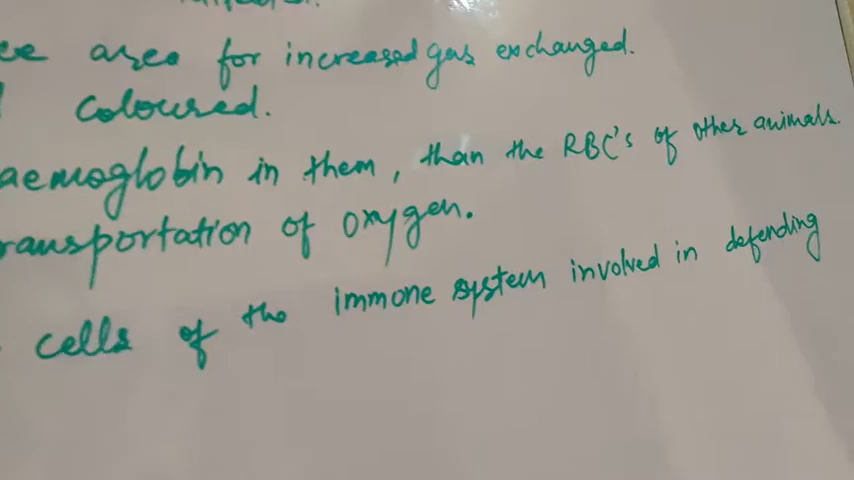 area for increased gas exchanged.
coloured.
aemoglobin in them, than the RBC's of other animals.
ransportation of oxygen.
cells of the immone system involved in defending